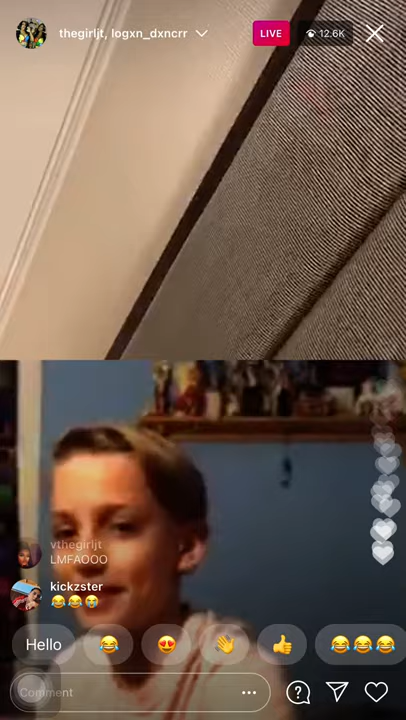 thegirljt, logxn_dxncrr
LIVE
12.6K
vthegirljt
LMFAOOO
kickzster
😂😂😭
Hello 😂 😍 👋 👍 😂😂😂
Comment